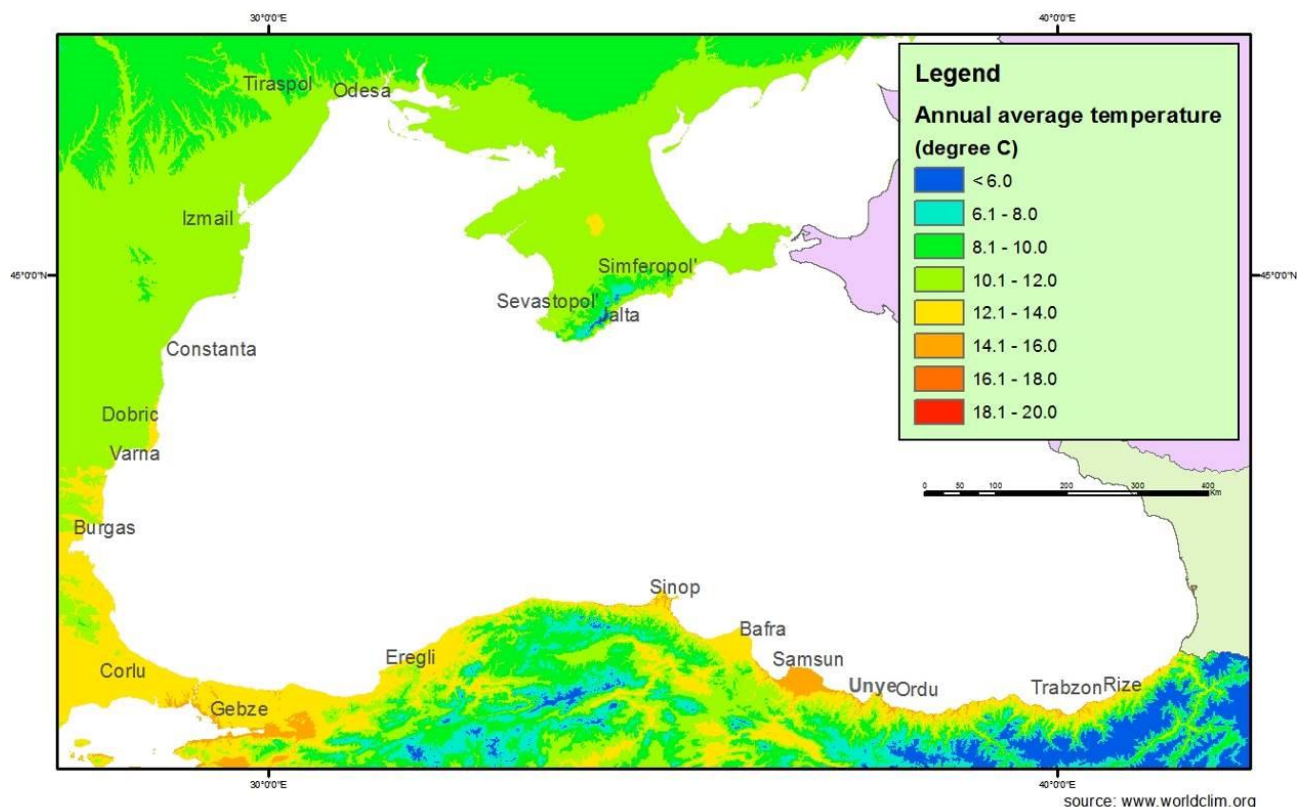 30°0'0"E
40°0'0"E
Legend
Annual average temperature
(degree C)
< 6.0
6.1 - 8.0
8.1 - 10.0
10.1 - 12.0
12.1 - 14.0
14.1 - 16.0
16.1 - 18.0
18.1 - 20.0
Tiraspol
Odesa
Izmail
45°0'0"N
45°0'0"N
Simferopol'
Sevastopol'
Jalta
Constanta
Dobric
Varna
0 50 100 200 300 400
Km
Burgas
Sinop
Bafra
Eregli
Samsun
Corlu
Unye
Ordu
Trabzon
Rize
Gebze
30°0'0"E
40°0'0"E
source: www.worldclim.org